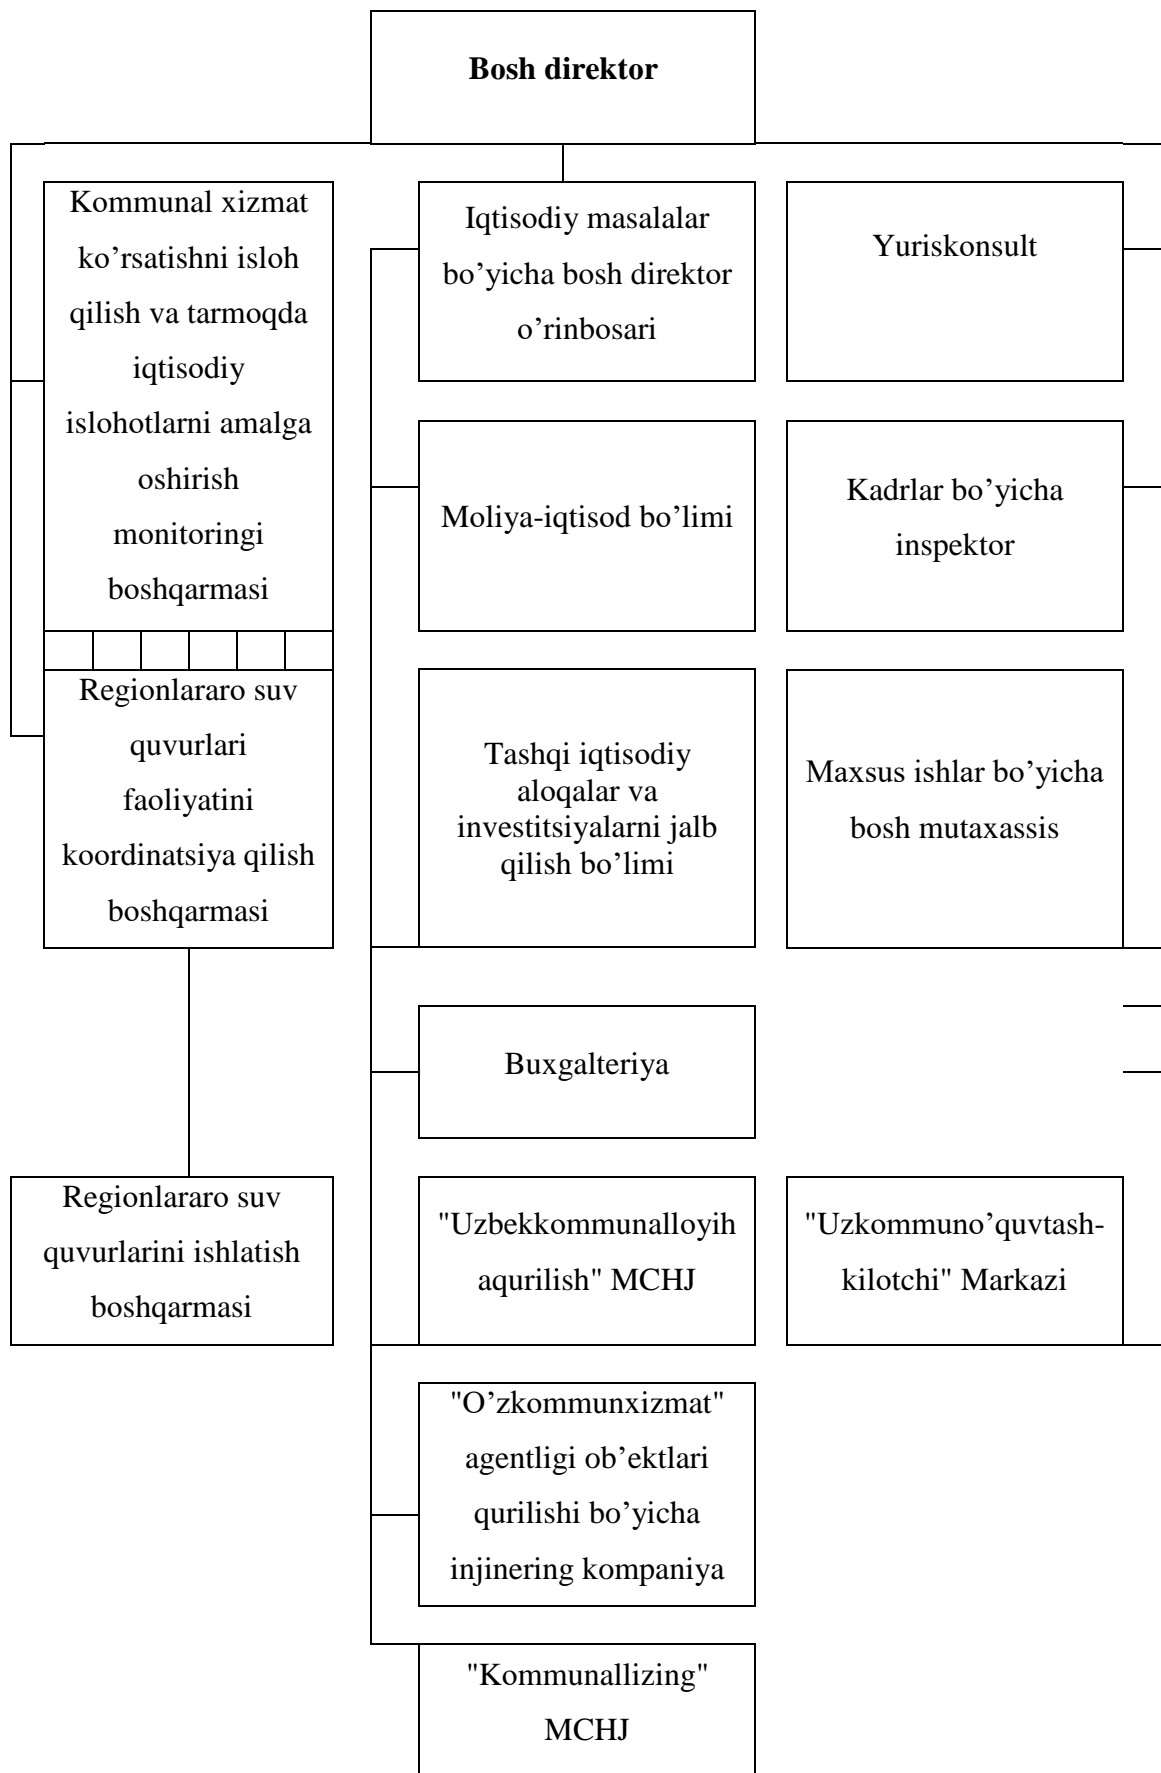 Bosh direktor
Kommunal xizmat
ko’rsatishni isloh
qilish va tarmoqda
iqtisodiy
islohotlarni amalga
oshirish
monitoringi
boshqarmasi
Iqtisodiy masalalar
bo’yicha bosh direktor
o’rinbosari
Yuriskonsult
Moliya-iqtisod bo’limi
Kadrlar bo’yicha
inspektor
Regionlararo suv
quvurlari
faoliyatini
koordinatsiya qilish
boshqarmasi
Tashqi iqtisodiy
aloqalar va
investitsiyalarni jalb
qilish bo’limi
Maxsus ishlar bo’yicha
bosh mutaxassis
Buxgalteriya
Regionlararo suv
quvurlarini ishlatish
boshqarmasi
"Uzbekkommunalloyih
aqurilish" MCHJ
"Uzkommuno’quvtash-
kilotchi" Markazi
"O’zkommunxizmat"
agentligi ob’ektlari
qurilishi bo’yicha
injinering kompaniya
"Kommunallizing"
MCHJ